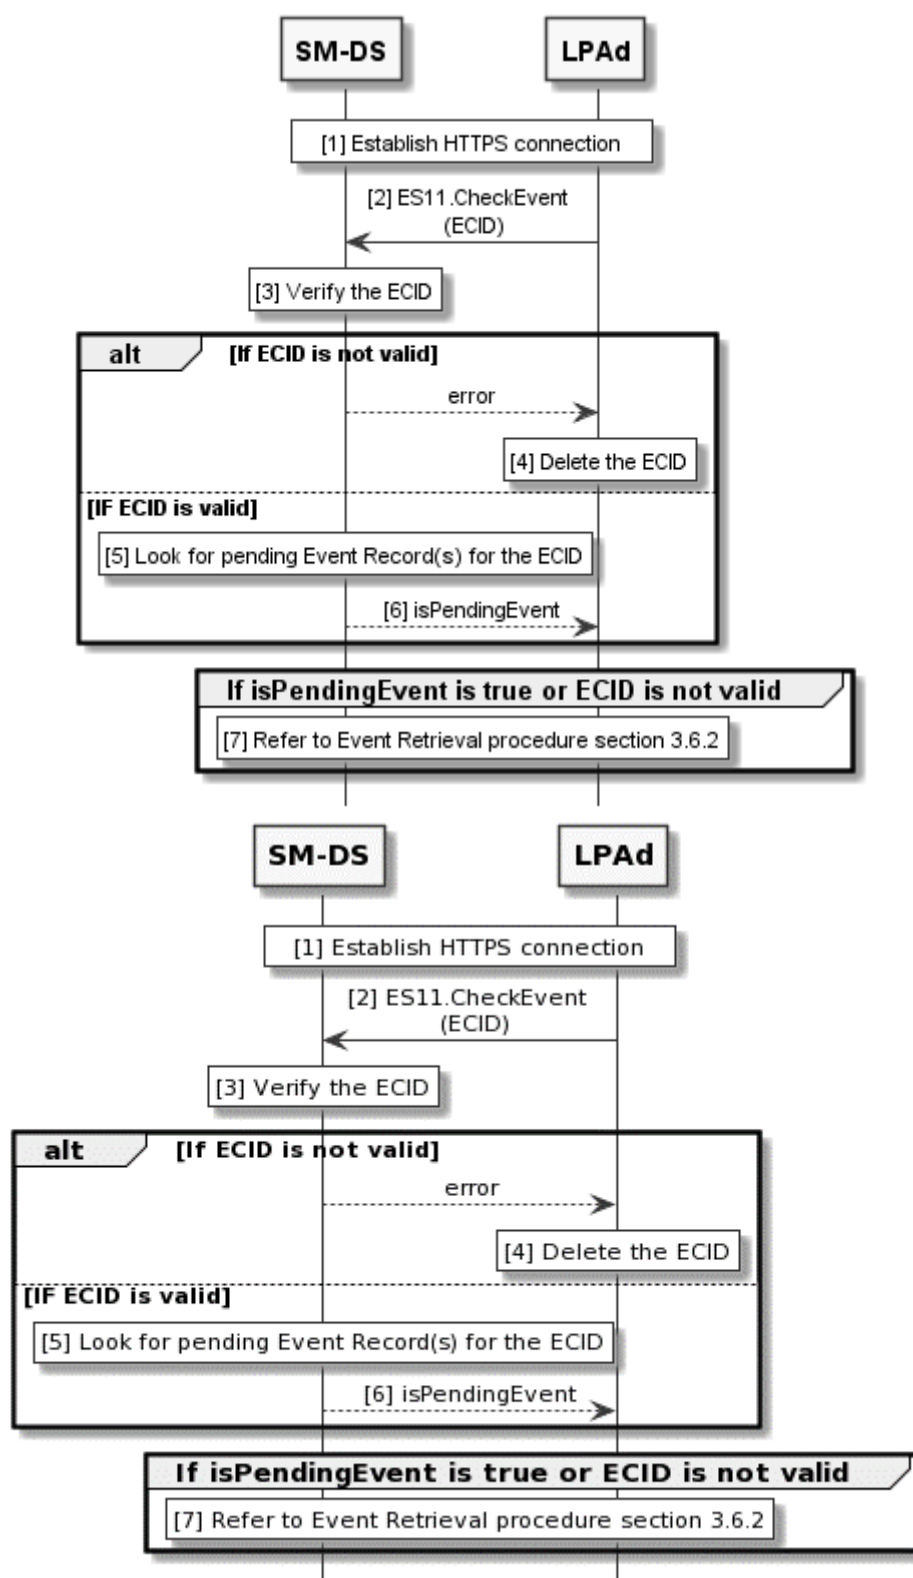 SM-DS LPAd
[1] Establish HTTPS connection
[2] ES11.CheckEvent
(ECID)
[3] Verify the ECID
alt [If ECID is not valid]
error
[4] Delete the ECID
[IF ECID is valid]
[5] Look for pending Event Record(s) for the ECID
[6] isPendingEvent
If isPendingEvent is true or ECID is not valid
[7] Refer to Event Retrieval procedure section 3.6.2
SM-DS LPAd
[1] Establish HTTPS connection
[2] ES11.CheckEvent
(ECID)
[3] Verify the ECID
alt [If ECID is not valid]
error
[4] Delete the ECID
[IF ECID is valid]
[5] Look for pending Event Record(s) for the ECID
[6] isPendingEvent
If isPendingEvent is true or ECID is not valid
[7] Refer to Event Retrieval procedure section 3.6.2